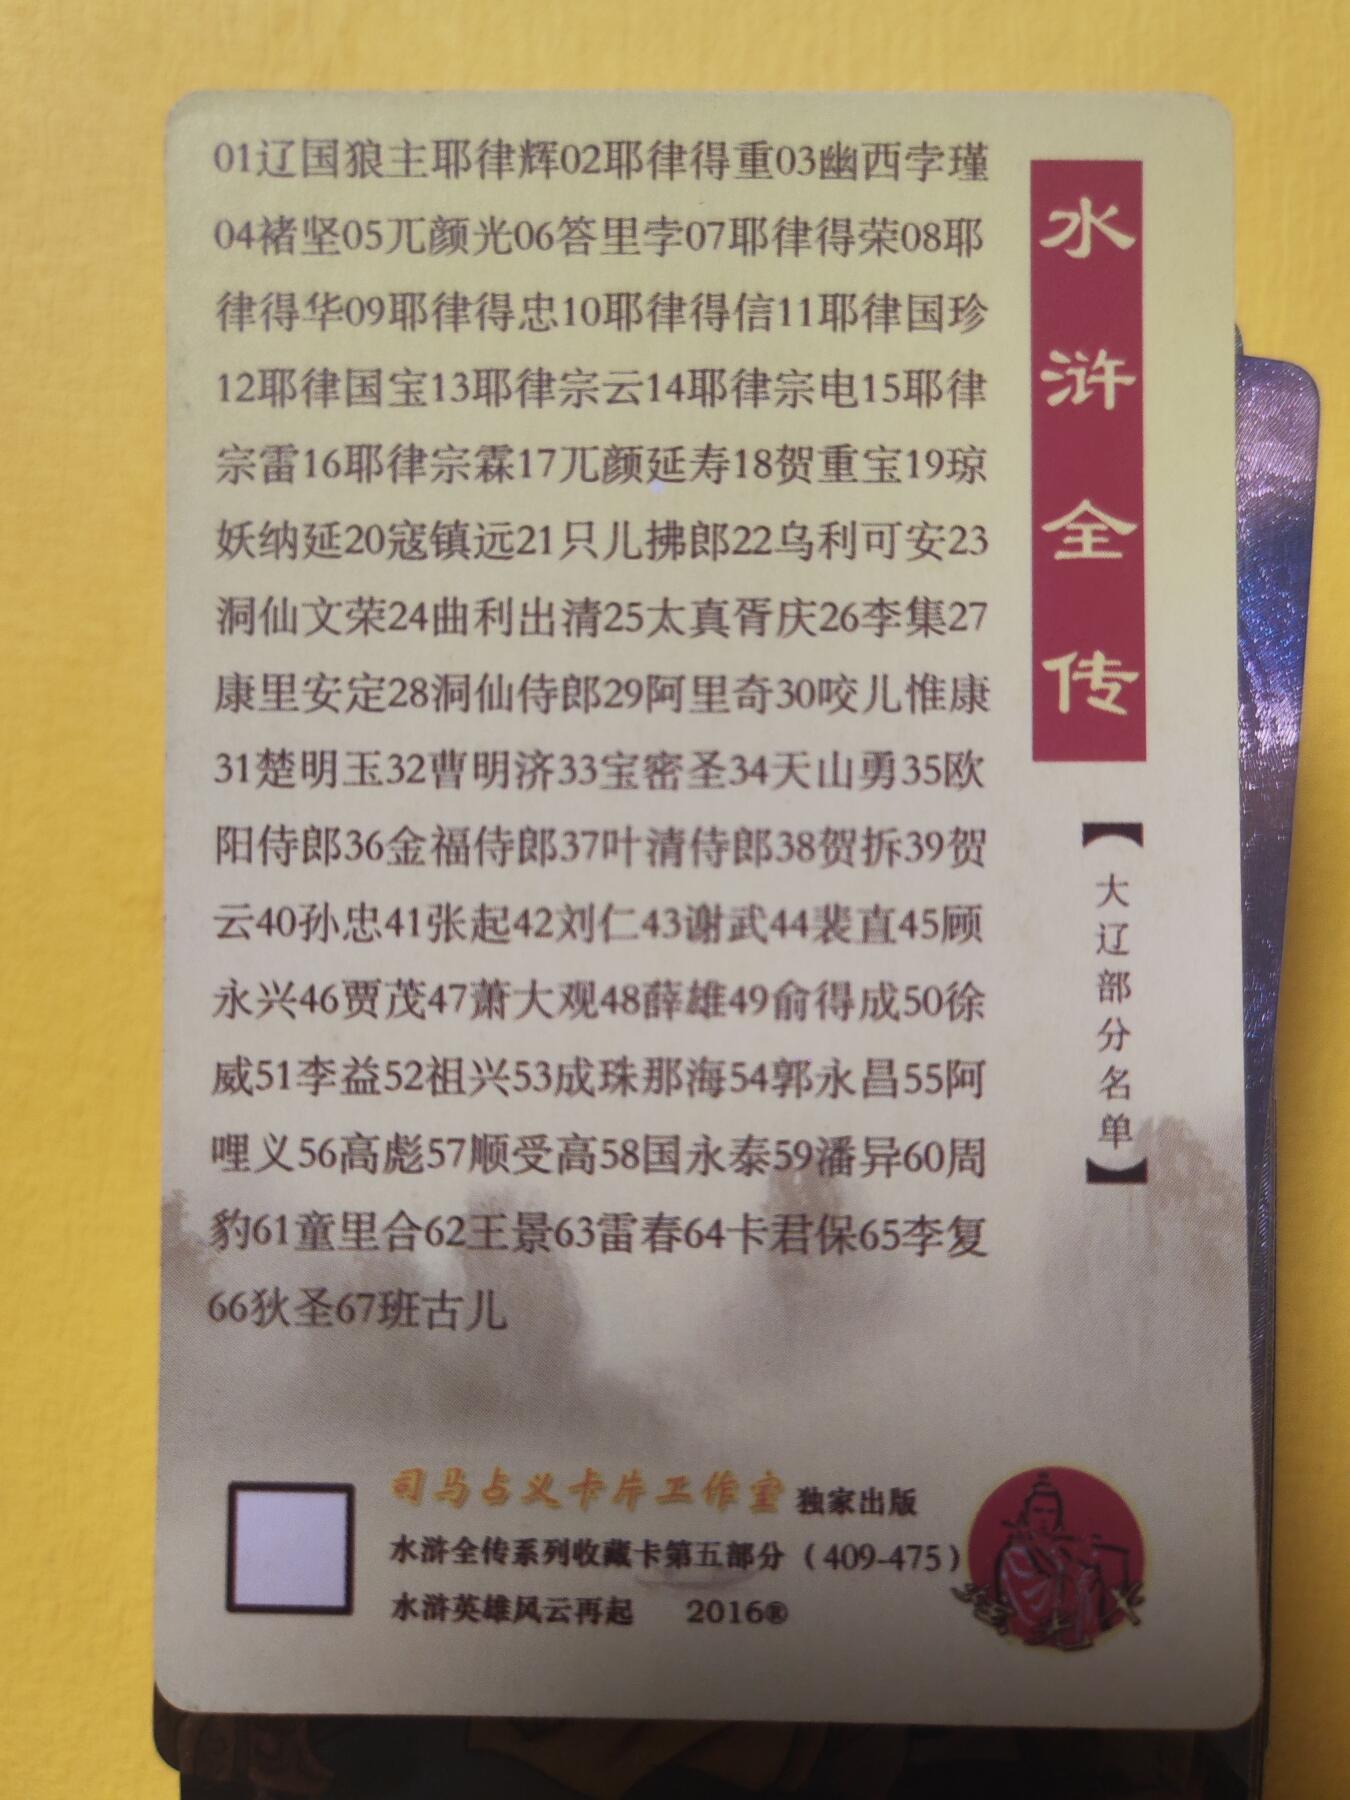 01辽国狼主耶律辉02耶律得重03幽西孛瑾
04褚坚05兀颜光06答里孛07耶律得荣08耶
律得华09耶律得忠10耶律得信11耶律国珍
12耶律国宝13耶律宗云14耶律宗电15耶律
宗雷16耶律宗霖17兀颜延寿18贺重宝19琼
妖纳延20寇镇远21只儿拂郎22乌利可安23
洞仙文荣24曲利出清25太真胥庆26李集27
康里安定28洞仙侍郎29阿里奇30咬儿惟康
31楚明玉32曹明济33宝密圣34天山勇35欧
阳侍郎36金福侍郎37叶清侍郎38贺拆39贺
云40孙忠41张起42刘仁43谢武44裴直45顾
永兴46贾茂47萧大观48薛雄49俞得成50徐
威51李益52祖兴53成珠那海54郭永昌55阿
哩义56高彪57顺受高58国永泰59潘异60周
豹61童里合62王景63雷春64卡君保65李复
66狄圣67班古儿
水浒全传
【大辽部分名单】
司马占义卡片工作室 独家出版
水浒全传系列收藏卡第五部分（409-475）
水浒英雄风云再起 2016®